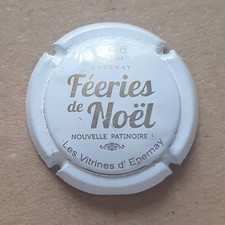 EPERNAY
Féeries
de Noël
NOUVELLE PATINOIRE !
Les Vitrines d'Epernay